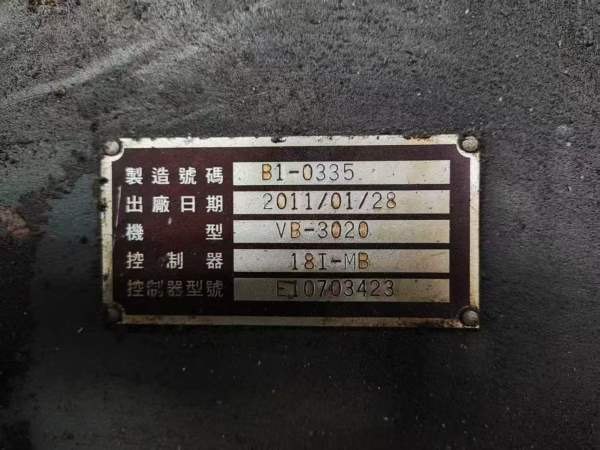 製造號碼 B1-0335
出廠日期 2011/01/28
機型 VB-3020
控制器 18I-MB
控制器型號 E10703423